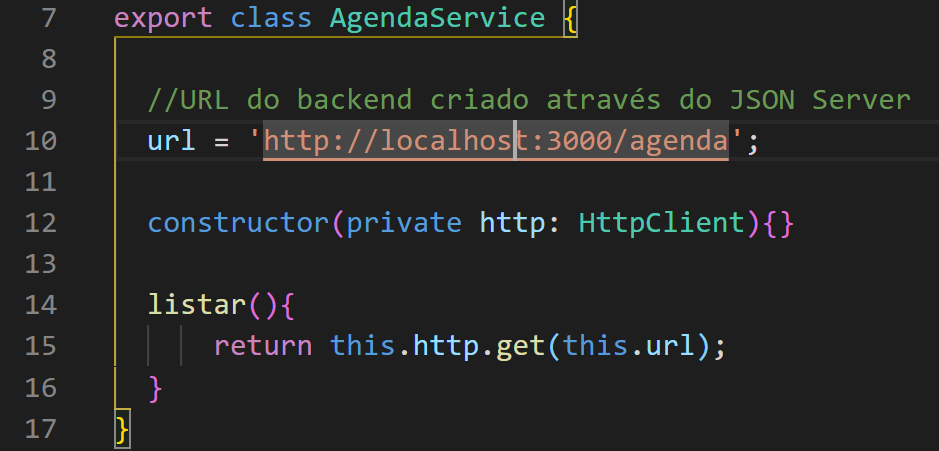 7 export class AgendaService {
8
9 //URL do backend criado através do JSON Server
10 url = 'http://localhost:3000/agenda';
11
12 constructor(private http: HttpClient){}
13
14 listar(){
15 return this.http.get(this.url);
16 }
17 }